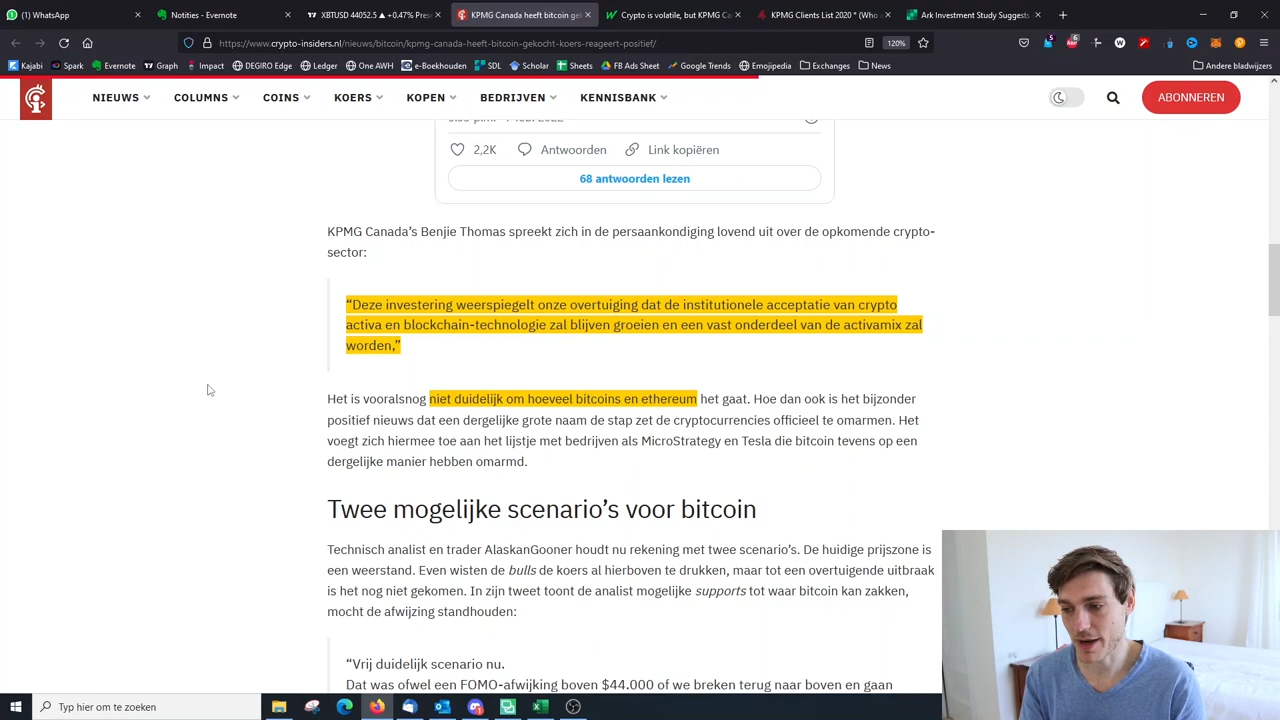 (1) WhatsApp
Notities - Evernote
XBTUSD 44052.5 ▲ +0.47% Pers
KPMG Canada heeft bitcoin gek
Crypto is volatile, but KPMG Ca
KPMG Clients List 2020 * (Who a
Ark Investment Study Suggests
https://www.crypto-insiders.nl/nieuws/bitcoin/kpmg-canada-heeft-bitcoin-gekocht-koers-reageert-positief/
120%
Kajabi
Spark
Evernote
Graph
Impact
DEGIRO Edge
Ledger
One AWH
e-Boekhouden
SDL
Scholar
Sheets
FB Ads Sheet
Google Trends
Emojipedia
Exchanges
News
Andere bladwijzers
NIEUWS
COLUMNS
COINS
KOERS
KOPEN
BEDRIJVEN
KENNISBANK
ABONNEREN
2,2K
Antwoorden
Link kopiëren
68 antwoorden lezen
KPMG Canada’s Benjie Thomas spreekt zich in de persaankondiging lovend uit over de opkomende crypto-
sector:
“Deze investering weerspiegelt onze overtuiging dat de institutionele acceptatie van crypto
activa en blockchain-technologie zal blijven groeien en een vast onderdeel van de activamix zal
worden,”
Het is vooralsnog niet duidelijk om hoeveel bitcoins en ethereum het gaat. Hoe dan ook is het bijzonder
positief nieuws dat een dergelijke grote naam de stap zet de cryptocurrencies officieel te omarmen. Het
voegt zich hiermee toe aan het lijstje met bedrijven als MicroStrategy en Tesla die bitcoin tevens op een
dergelijke manier hebben omarmd.
Twee mogelijke scenario’s voor bitcoin
Technisch analist en trader AlaskanGooner houdt nu rekening met twee scenario’s. De huidige prijszone is
een weerstand. Even wisten de bulls de koers al hierboven te drukken, maar tot een overtuigende uitbraak
is het nog niet gekomen. In zijn tweet toont de analist mogelijke supports tot waar bitcoin kan zakken,
mocht de afwijzing standhouden:
“Vrij duidelijk scenario nu.
Dat was ofwel een FOMO-afwijking boven $44.000 of we breken terug naar boven en gaan
Typ hier om te zoeken